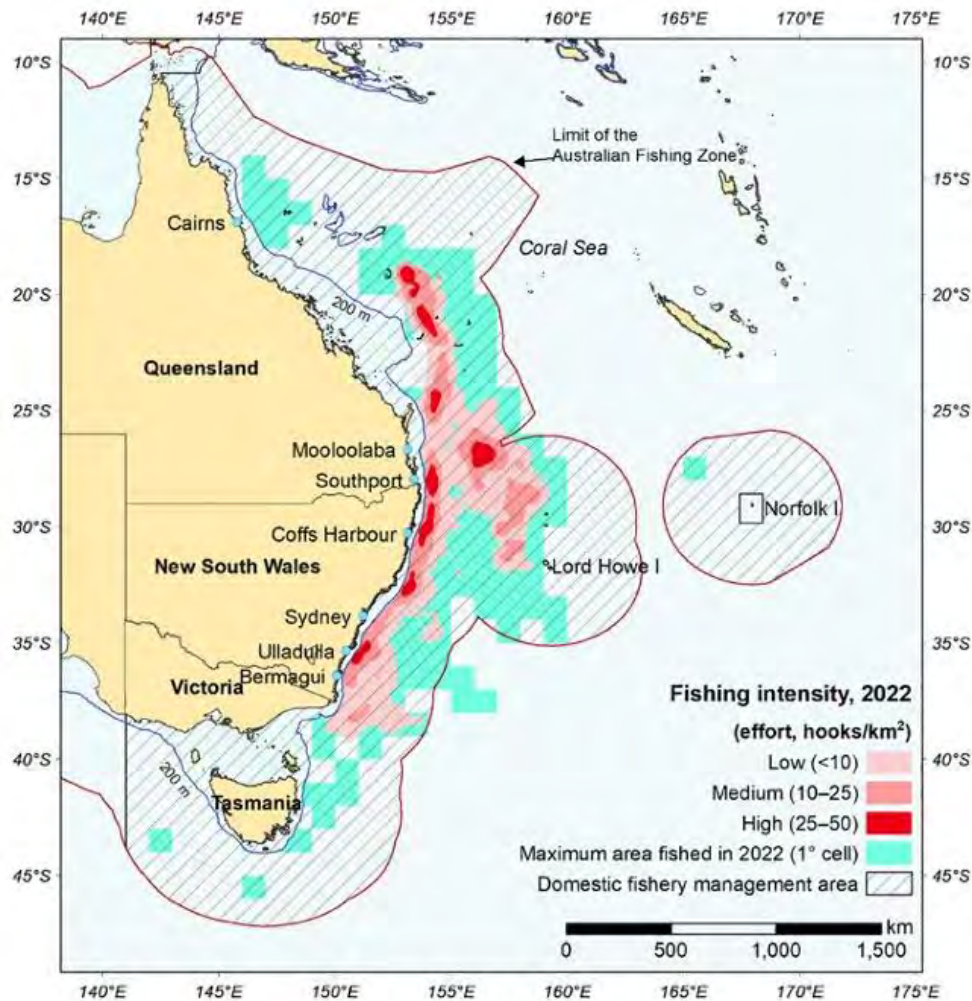 140°E 145°E 150°E 155°E 160°E 165°E 170°E 175°E
10°S 10°S
Limit of the
Australian Fishing Zone
15°S 15°S
Cairns
Coral Sea
20°S 20°S
200 m
Queensland
25°S 25°S
Mooloolaba
Southport
Norfolk I
30°S 30°S
Coffs Harbour
New South Wales
Lord Howe I
Sydney
35°S 35°S
Ulladulla
Bermagui
Victoria
Fishing intensity, 2022
(effort, hooks/km²)
40°S Low (<10) 40°S
200 m
Tasmania
Medium (10–25)
High (25–50)
Maximum area fished in 2022 (1° cell)
45°S Domestic fishery management area 45°S
km
0 500 1,000 1,500
140°E 145°E 150°E 155°E 160°E 165°E 170°E 175°E